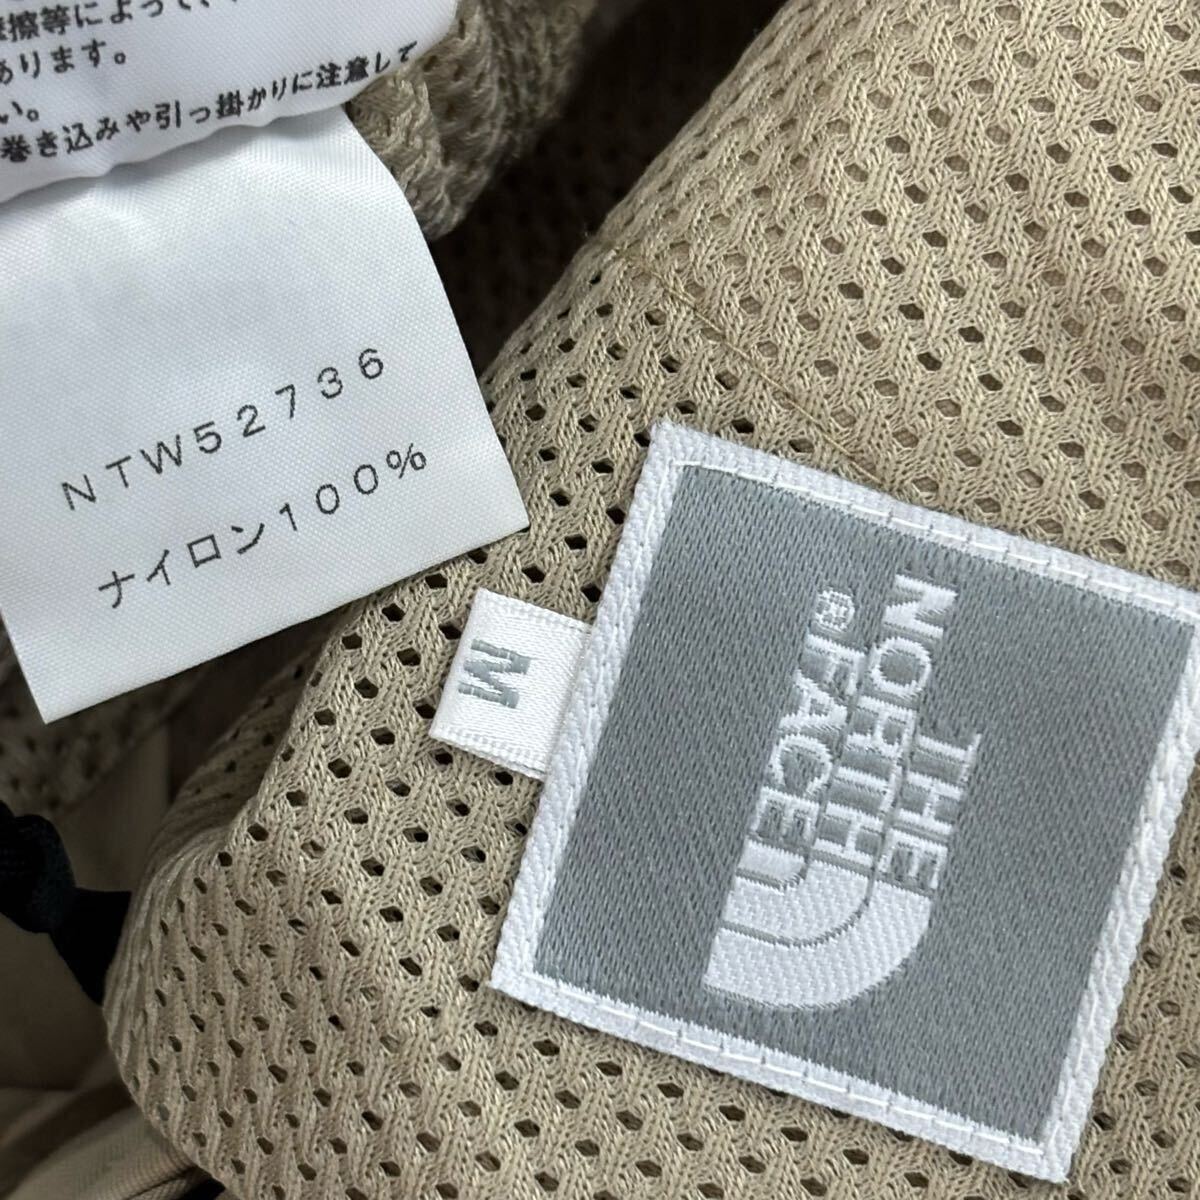 擦等によって、
あります。
い。
巻き込みや引っ掛かりに注意して
NTW52736
ナイロン100%
M
THE
NORTH
FACE®